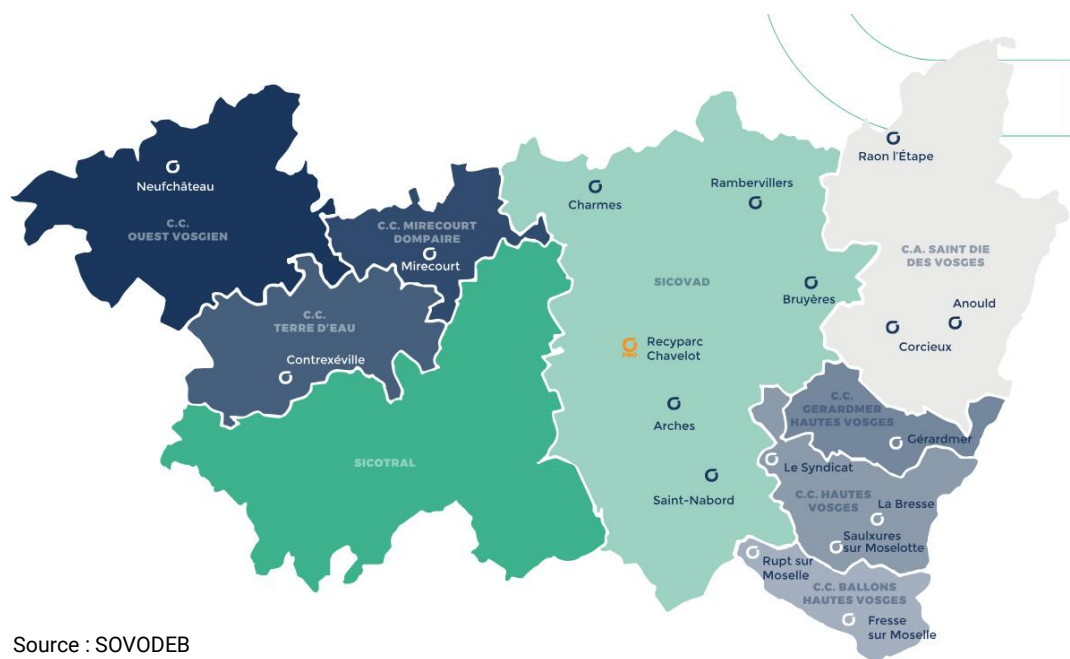 Raon l'Étape
Neufchâteau
Charmes
Rambervillers
C.C.
OUEST VOSGIEN
C.C. MIRECOURT
DOMPAIRE
Mirecourt
C.A. SAINT DIE
DES VOSGES
SICOVAD
Bruyères
Anould
Corcieux
C.C.
TERRE D'EAU
Contrexéville
Recyparc
Chavelot
PRO
Arches
C.C.
GERARDMER
HAUTES VOSGES
Gérardmer
SICOTRAL
Le Syndicat
Saint-Nabord
C.C. HAUTES
VOSGES
La Bresse
Saulxures
sur Moselotte
Rupt sur
Moselle
C.C. BALLONS
HAUTES VOSGES
Fresse
sur Moselle
Source : SOVODEB